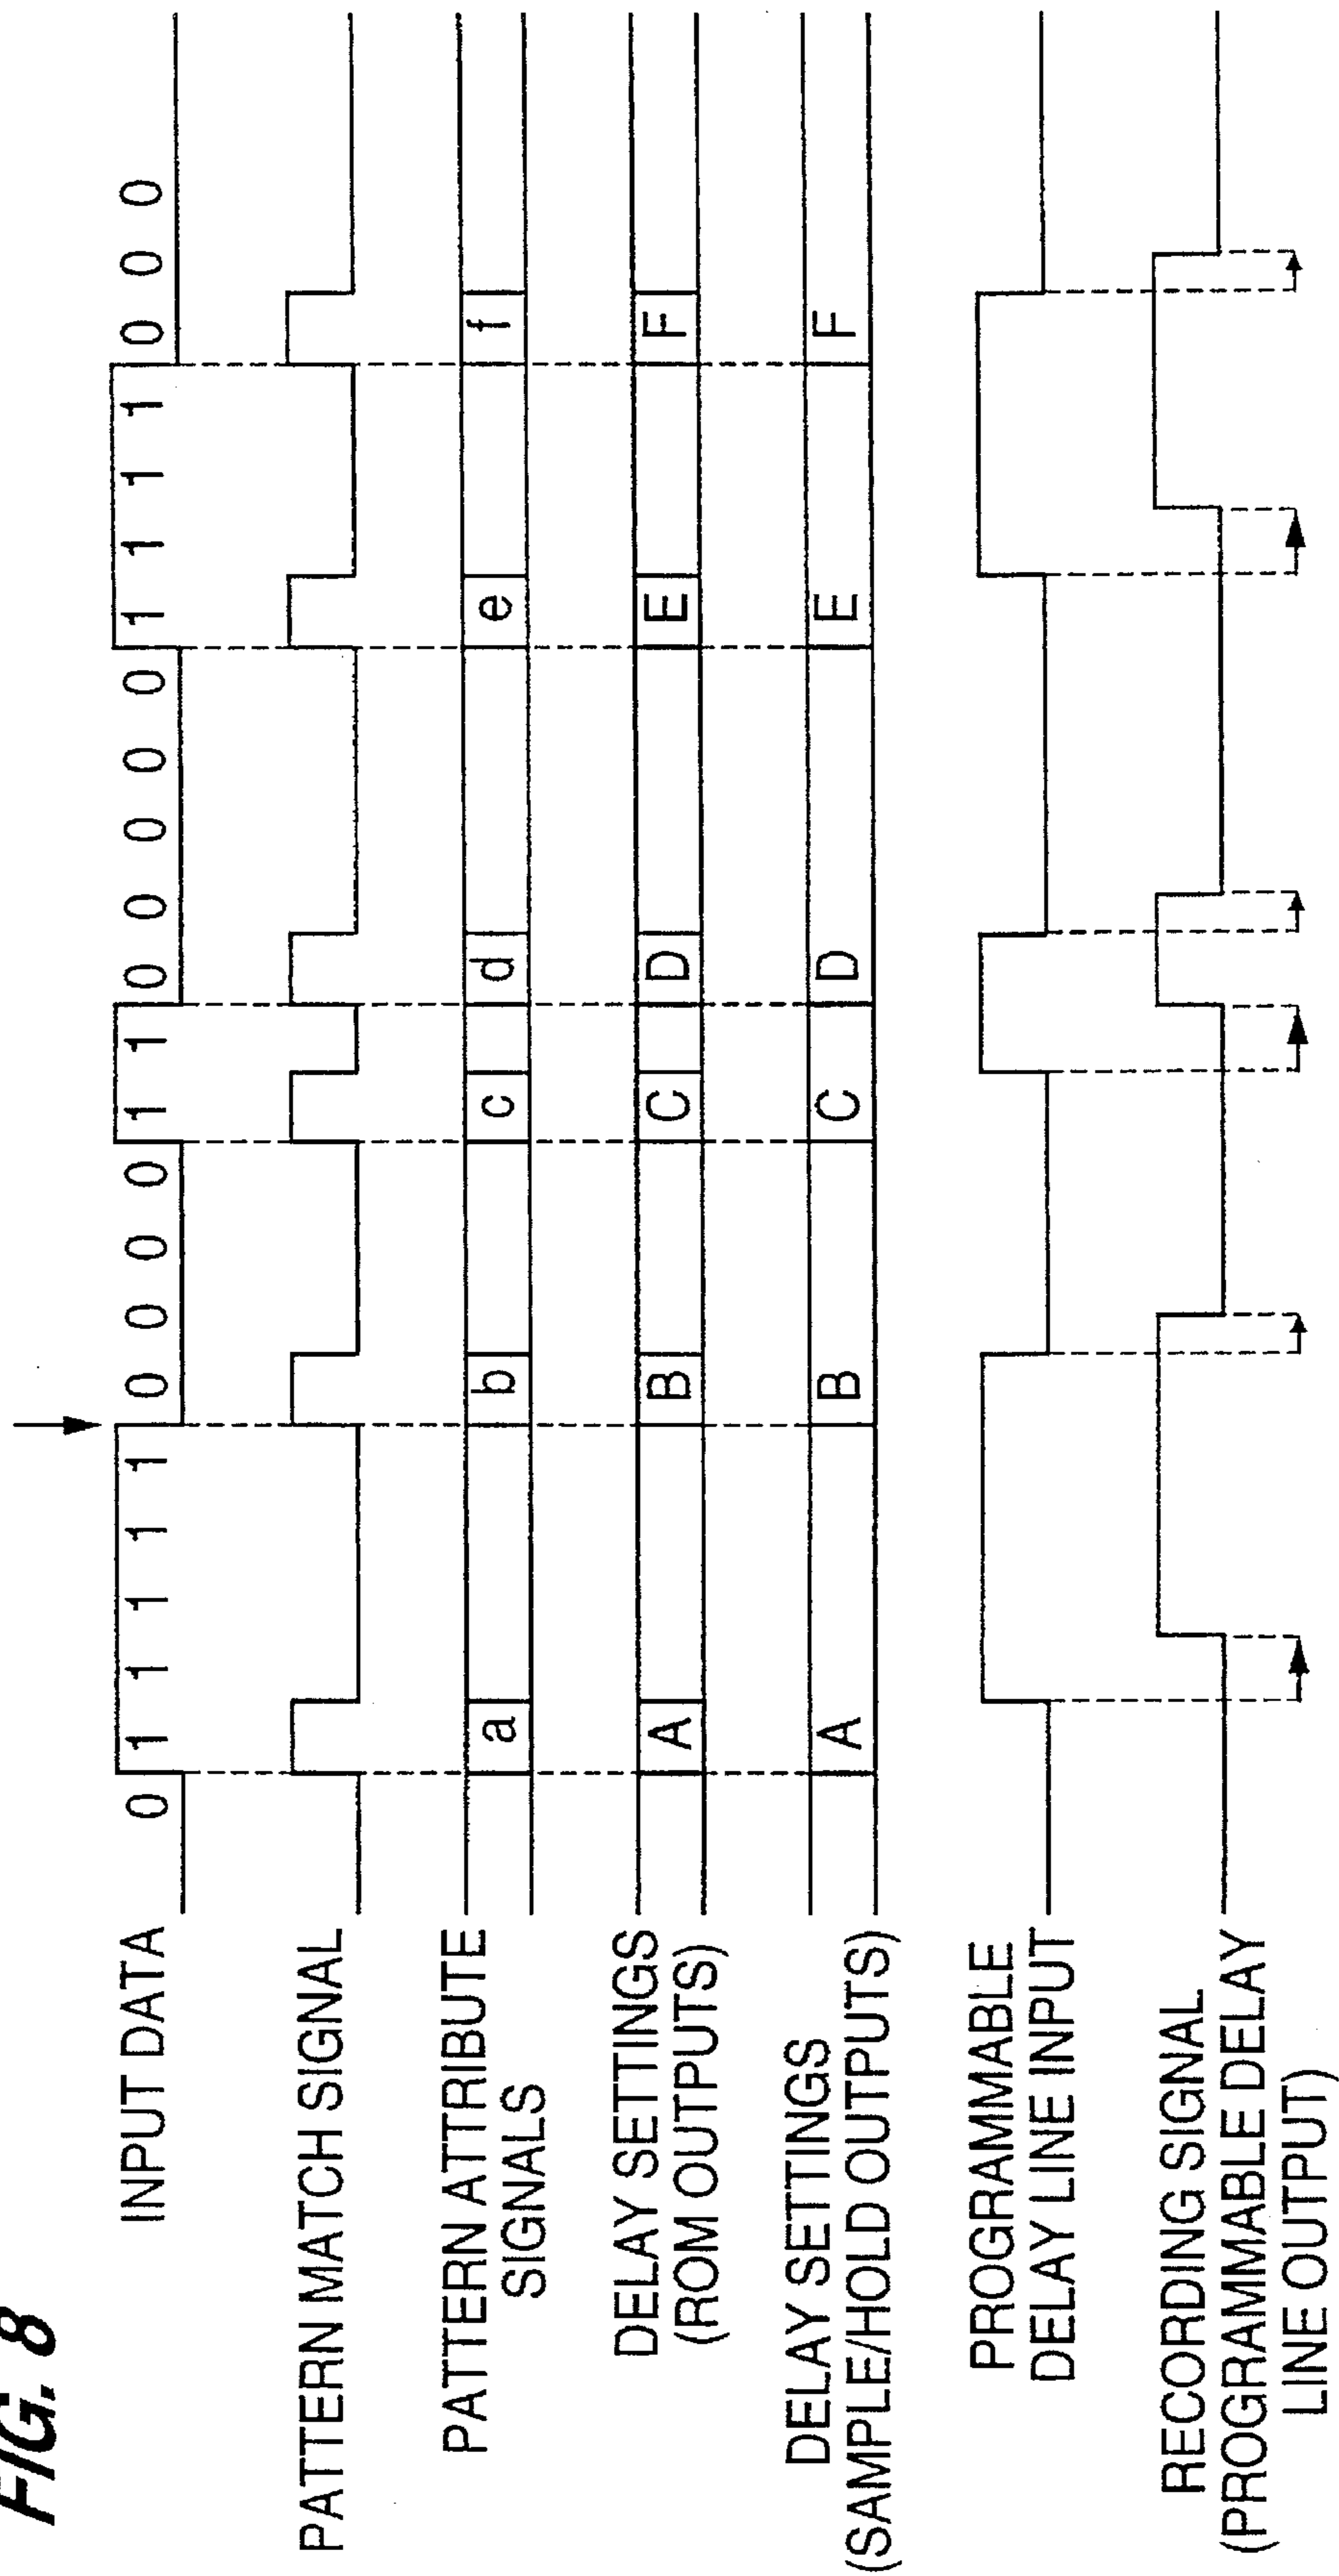 FIG. 8
INPUT DATA
0 1 1 1 1 1 0 0 0 0 1 1 0 0 0 0 0 1 1 1 1 0 0 0
PATTERN MATCH SIGNAL
PATTERN ATTRIBUTE
SIGNALS
a b c d e f
DELAY SETTINGS
(ROM OUTPUTS)
A B C D E F
DELAY SETTINGS
(SAMPLE/HOLD OUTPUTS)
A B C D E F
PROGRAMMABLE
DELAY LINE INPUT
RECORDING SIGNAL
(PROGRAMMABLE DELAY
LINE OUTPUT)